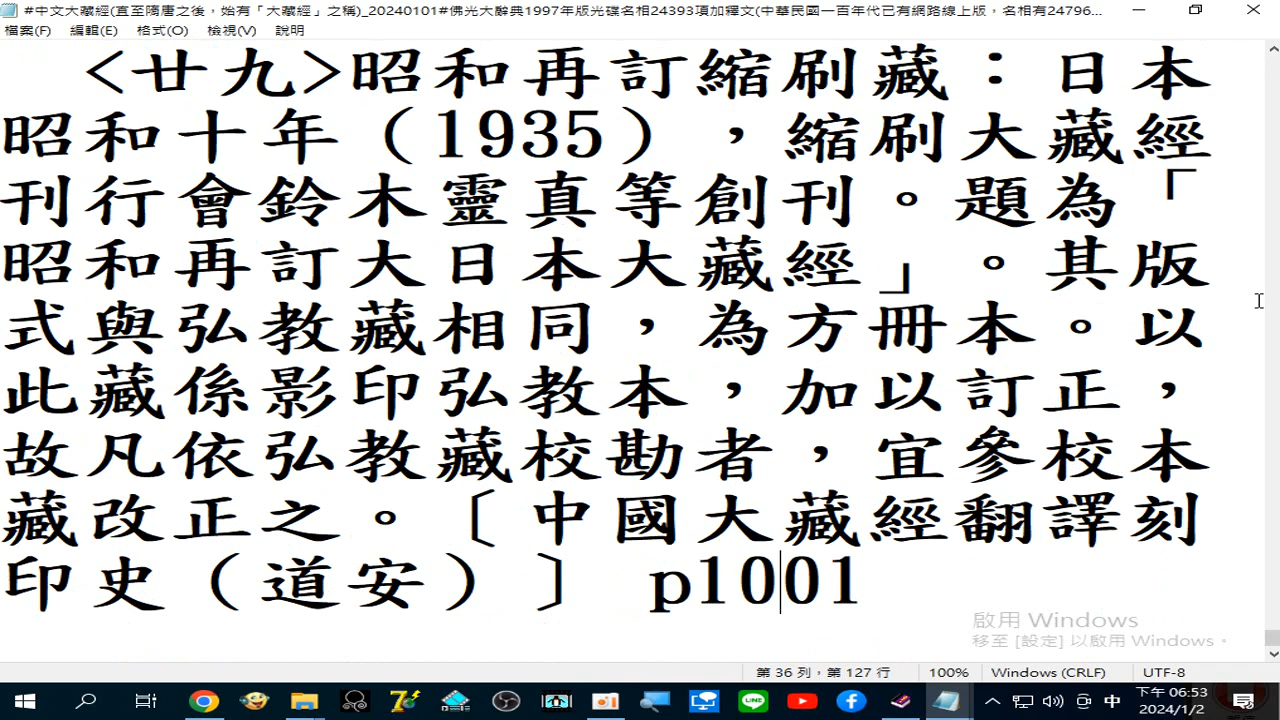 #中文大藏經(直至隋唐之後，始有「大藏經」之稱)_20240101#佛光大辭典1997年版光碟名相24393項加釋文(中華民國一百年代已有網路線上版，名相有24796...
檔案(F) 編輯(E) 格式(O) 檢視(V) 說明
<廿九>昭和再訂縮刷藏：日本
昭和十年（1935），縮刷大藏經
刊行會鈴木靈真等創刊。題為「
昭和再訂大日本大藏經」。其版
式與弘教藏相同，為方冊本。以
此藏係影印弘教本，加以訂正，
故凡依弘教藏校勘者，宜參校本
藏改正之。〔中國大藏經翻譯刻
印史（道安）〕 p1001
啟用 Windows
移至 [設定] 以啟用 Windows。
第 36 列，第 127 行 100% Windows (CRLF) UTF-8
中 下午 06:53
2024/1/2